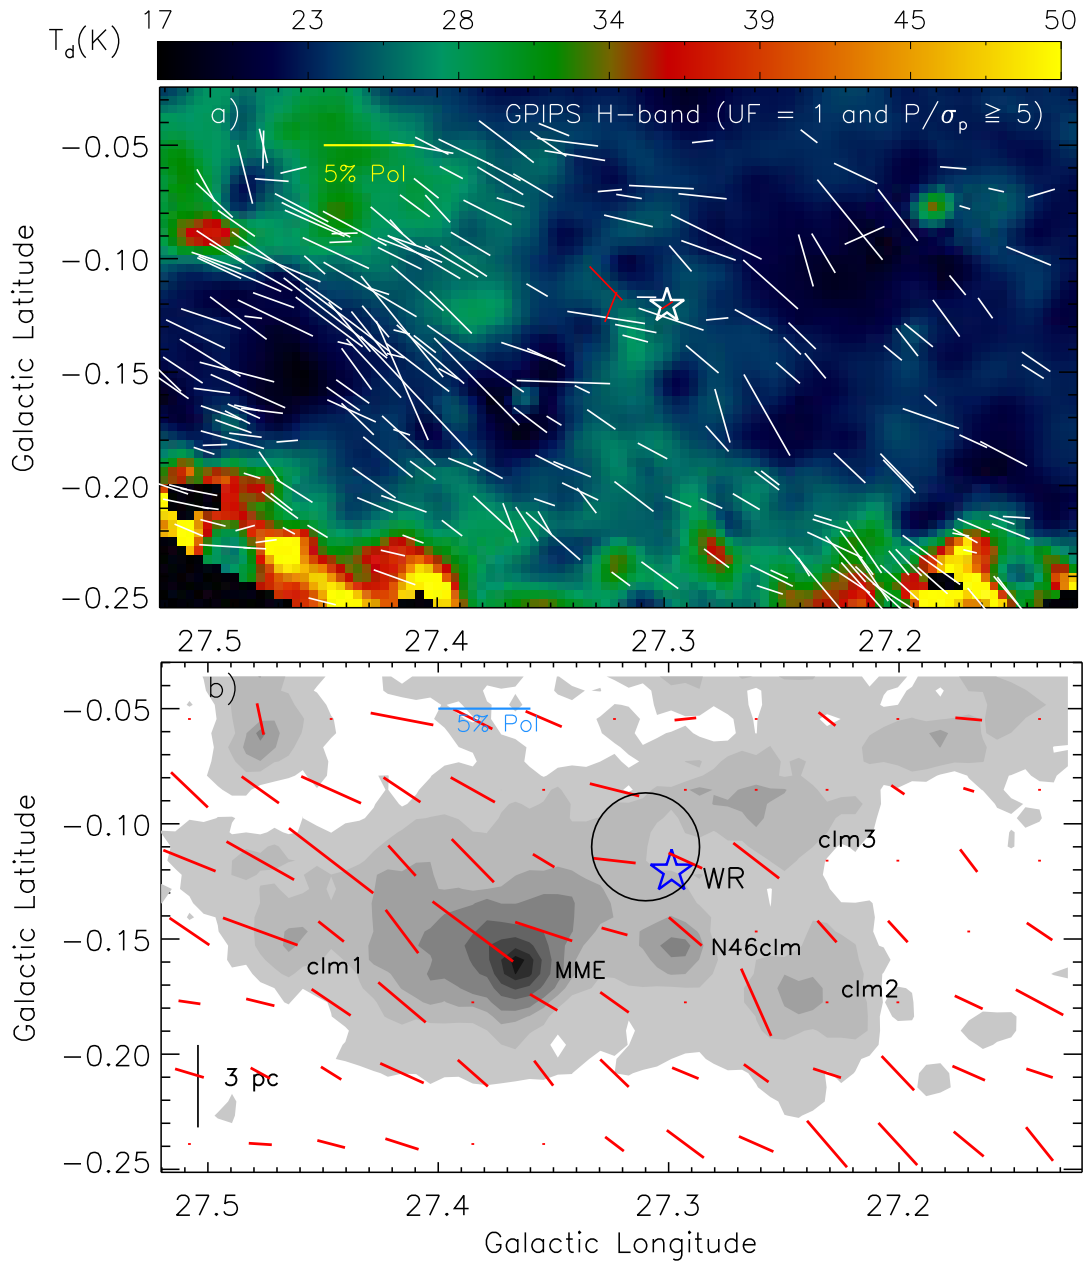 17 23 28 34 39 45 50
T_d(K)
a) GPIPS H-band (UF = 1 and P/σ_p ≧ 5)
5% Pol
-0.05
-0.10
-0.15
-0.20
-0.25
Galactic Latitude
27.5 27.4 27.3 27.2
b)
5% Pol
-0.05
-0.10
-0.15
-0.20
-0.25
Galactic Latitude
clm3
WR
N46clm
clm1
MME
clm2
3 pc
27.5 27.4 27.3 27.2
Galactic Longitude